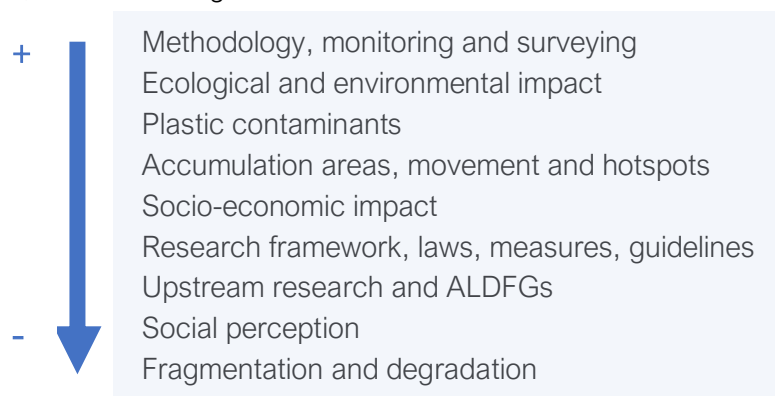 +
Methodology, monitoring and surveying
Ecological and environmental impact
Plastic contaminants
Accumulation areas, movement and hotspots
Socio-economic impact
Research framework, laws, measures, guidelines
Upstream research and ALDFGs
-
Social perception
Fragmentation and degradation